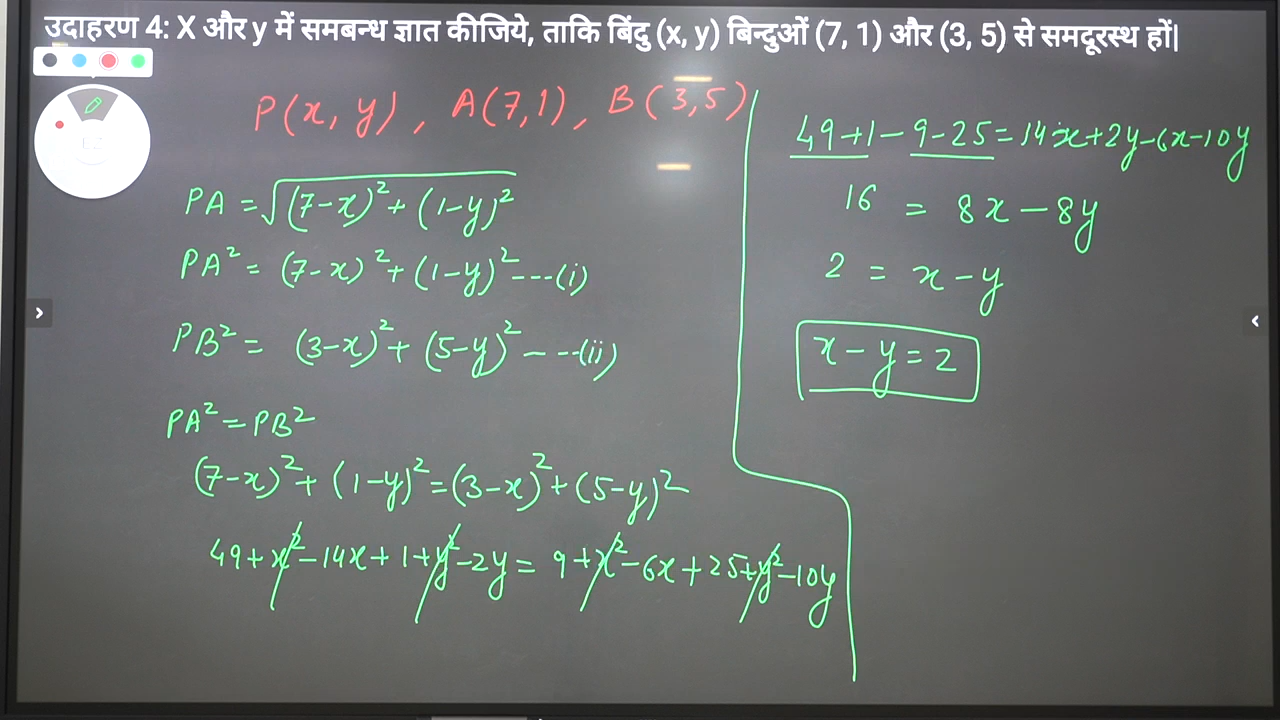 उदाहरण 4: X और y में समबन्ध ज्ञात कीजिये, ताकि बिंदु (x, y) बिन्दुओं (7, 1) और (3, 5) से समदूरस्थ हों|
P(x, y), A(7,1), B(3,5)
PA = √(7-x)² + (1-y)²
PA² = (7-x)² + (1-y)² ---(i)
PB² = (3-x)² + (5-y)² ---(ii)
PA² = PB²
(7-x)² + (1-y)² = (3-x)² + (5-y)²
49+x²-14x+1+y²-2y = 9+x²-6x+25+y²-10y
49+1-9-25=14x+2y-6x-10y
16 = 8x-8y
2 = x-y
x-y=2